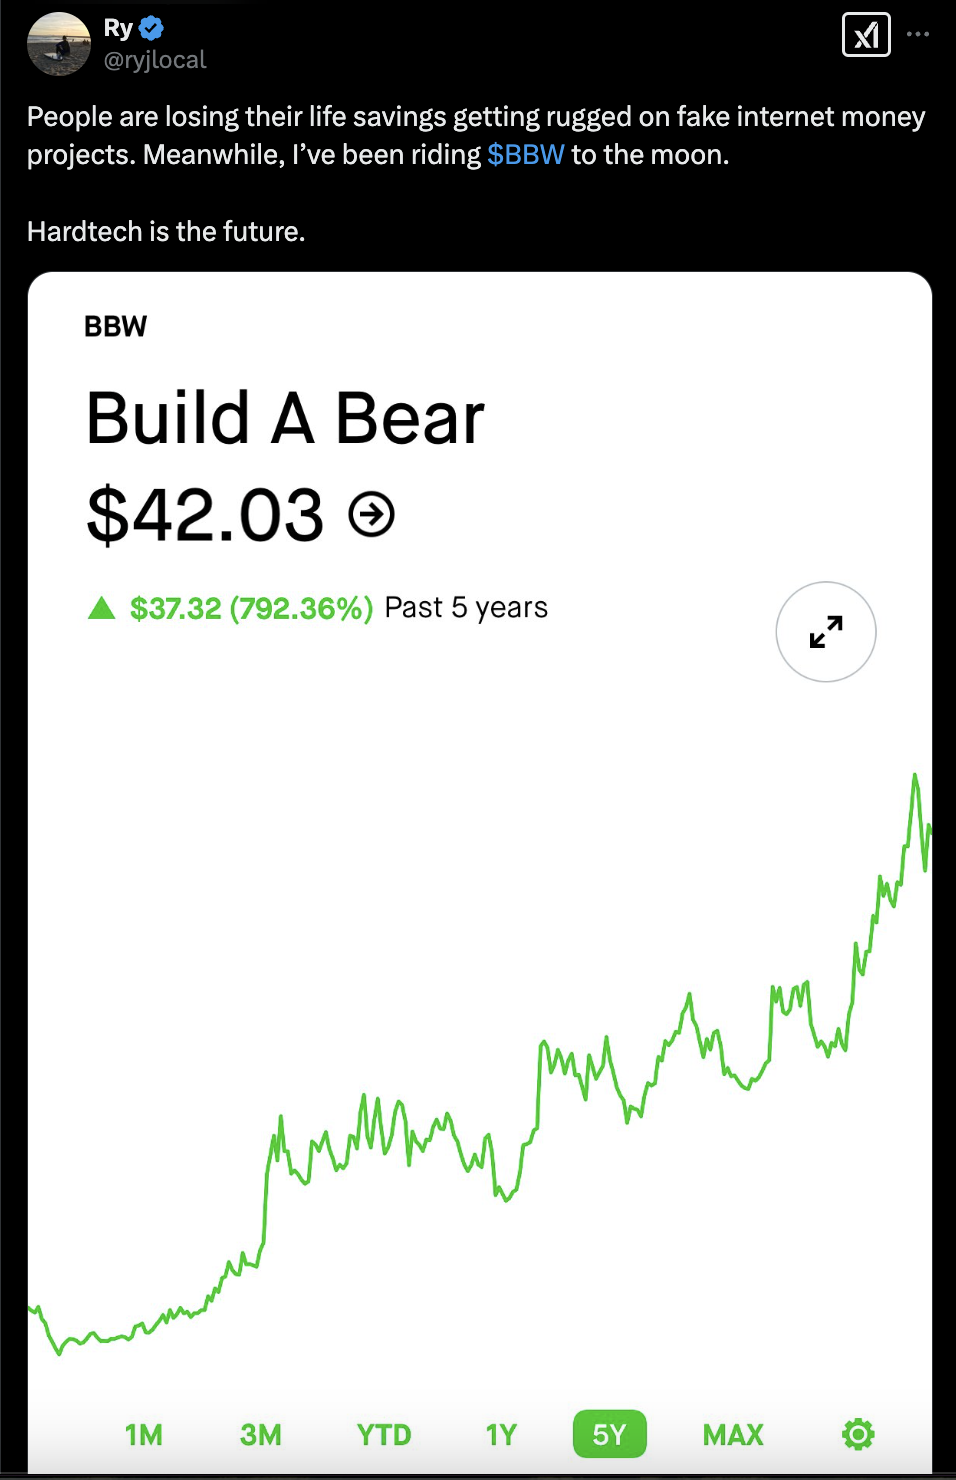 Ry
@ryjlocal
People are losing their life savings getting rugged on fake internet money
projects. Meanwhile, I’ve been riding $BBW to the moon.
Hardtech is the future.
BBW
Build A Bear
$42.03
$37.32 (792.36%) Past 5 years
1M 3M YTD 1Y 5Y MAX